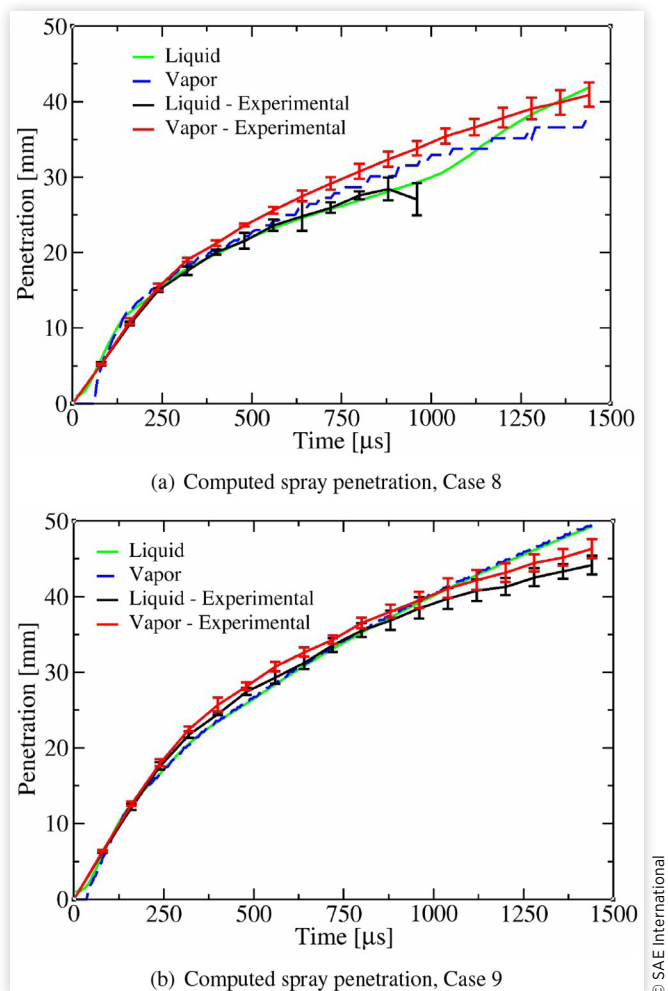 50
40
30
20
10
0
Penetration [mm]
Liquid
Vapor
Liquid - Experimental
Vapor - Experimental
0 250 500 750 1000 1250 1500
Time [µs]
(a) Computed spray penetration, Case 8
50
40
30
20
10
0
Penetration [mm]
Liquid
Vapor
Liquid - Experimental
Vapor - Experimental
0 250 500 750 1000 1250 1500
Time [µs]
(b) Computed spray penetration, Case 9
© SAE International